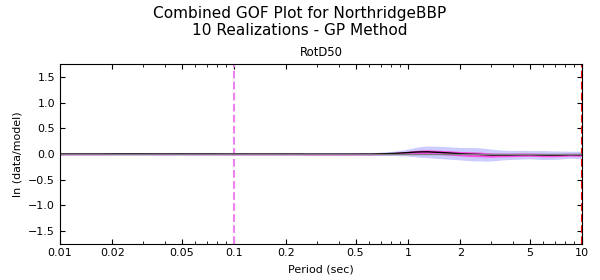 Combined GOF Plot for NorthridgeBBP
10 Realizations - GP Method
RotD50
1.5
1.0
0.5
0.0
−0.5
−1.0
−1.5
ln (data/model)
0.01 0.02 0.05 0.1 0.2 0.5 1 2 5 10
Period (sec)